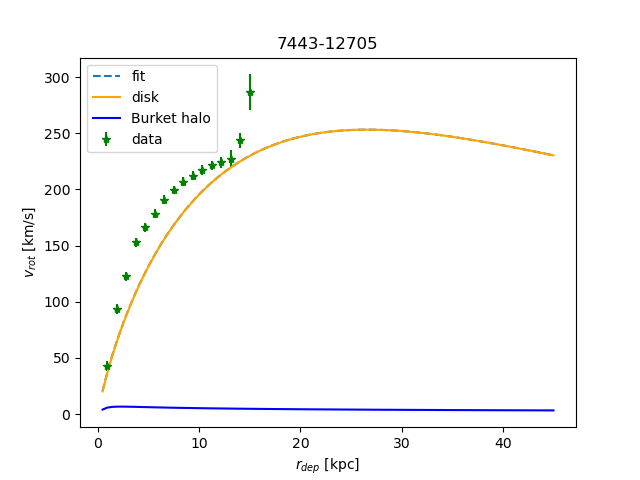 7443-12705
fit
disk
Burket halo
data
300
250
200
150
100
50
0
v_rot [km/s]
0 10 20 30 40
r_dep [kpc]